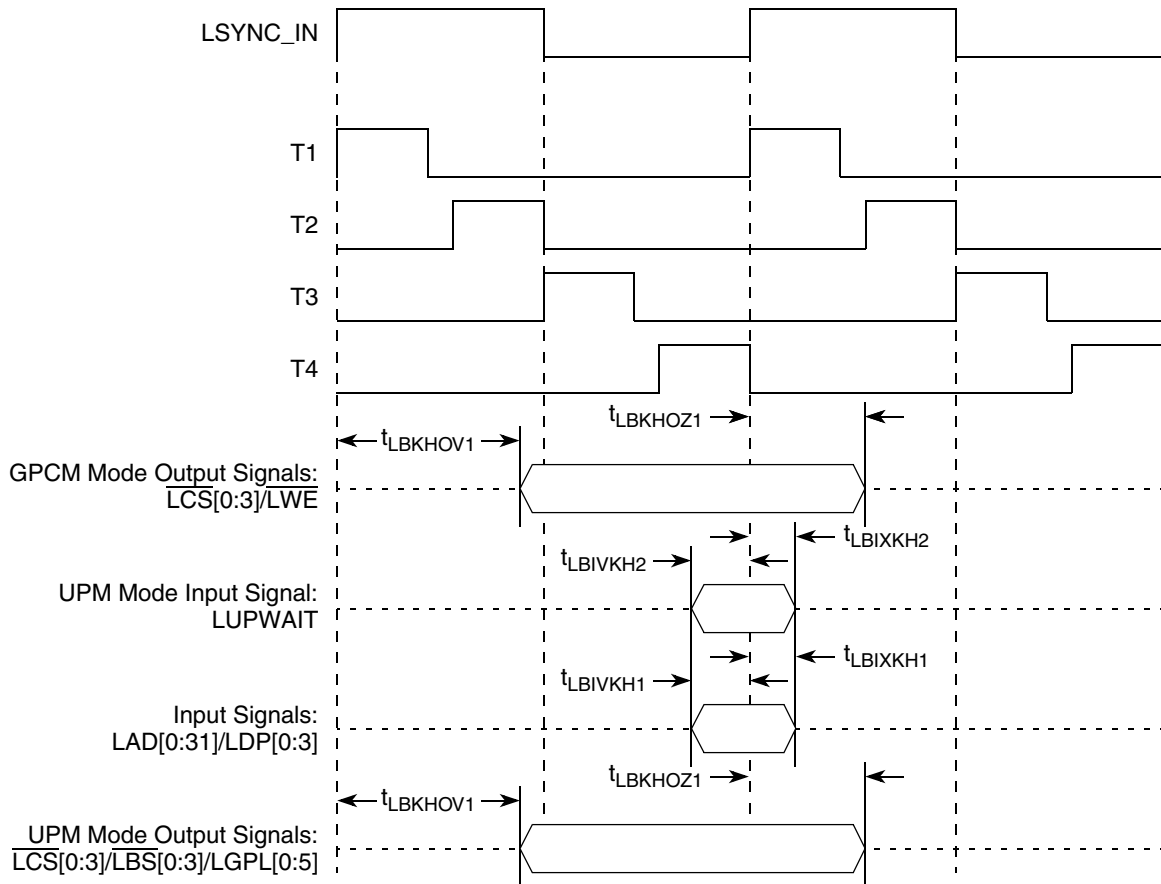 LSYNC_IN
T1
T2
T3
T4
tLBKHOZ1
tLBKHOV1
GPCM Mode Output Signals:
LCS[0:3]/LWE
tLBIXKH2
tLBIVKH2
UPM Mode Input Signal:
LUPWAIT
tLBIXKH1
tLBIVKH1
Input Signals:
LAD[0:31]/LDP[0:3]
tLBKHOZ1
tLBKHOV1
UPM Mode Output Signals:
LCS[0:3]/LBS[0:3]/LGPL[0:5]